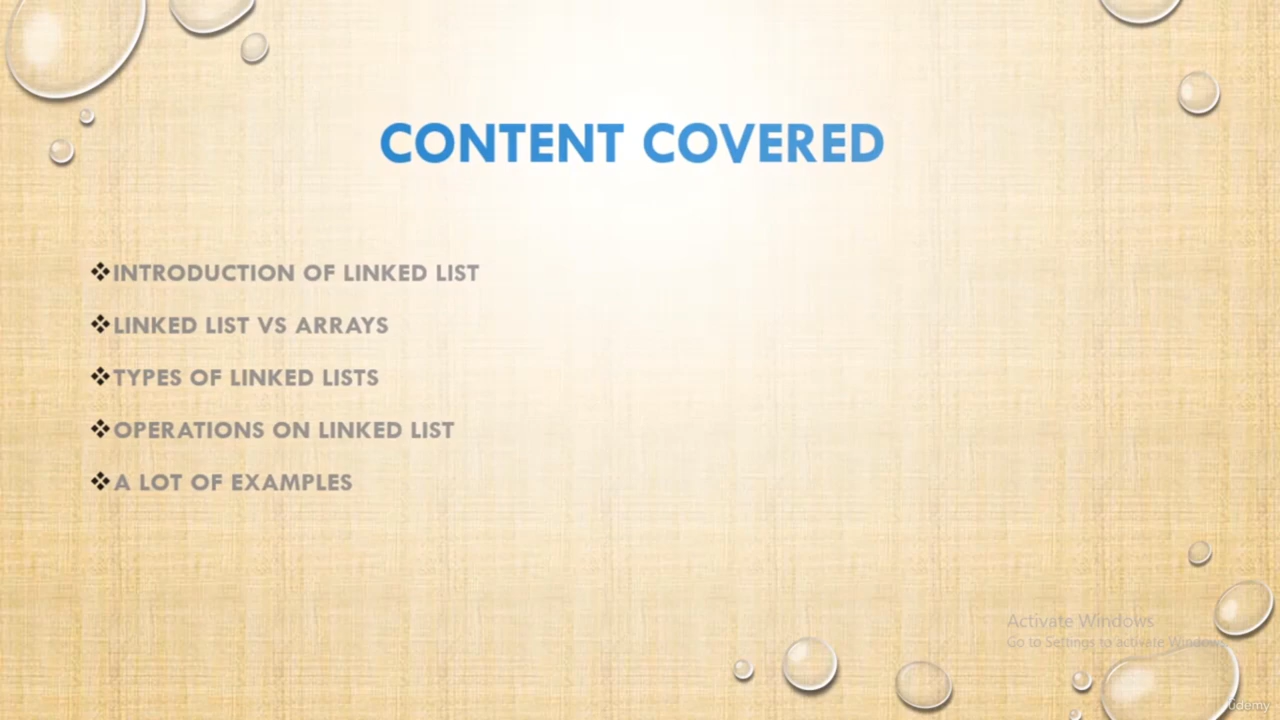 CONTENT COVERED
❖INTRODUCTION OF LINKED LIST
❖LINKED LIST VS ARRAYS
❖TYPES OF LINKED LISTS
❖OPERATIONS ON LINKED LIST
❖A LOT OF EXAMPLES
Activate Windows
Go to Settings to activate Windows.
ûdemy